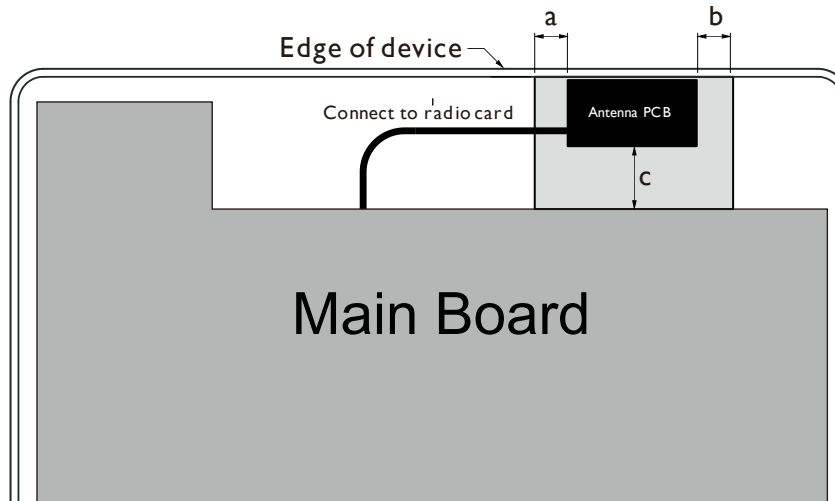 a
b
Edge of device
Connect to radio card
Antenna PCB
c
Main Board